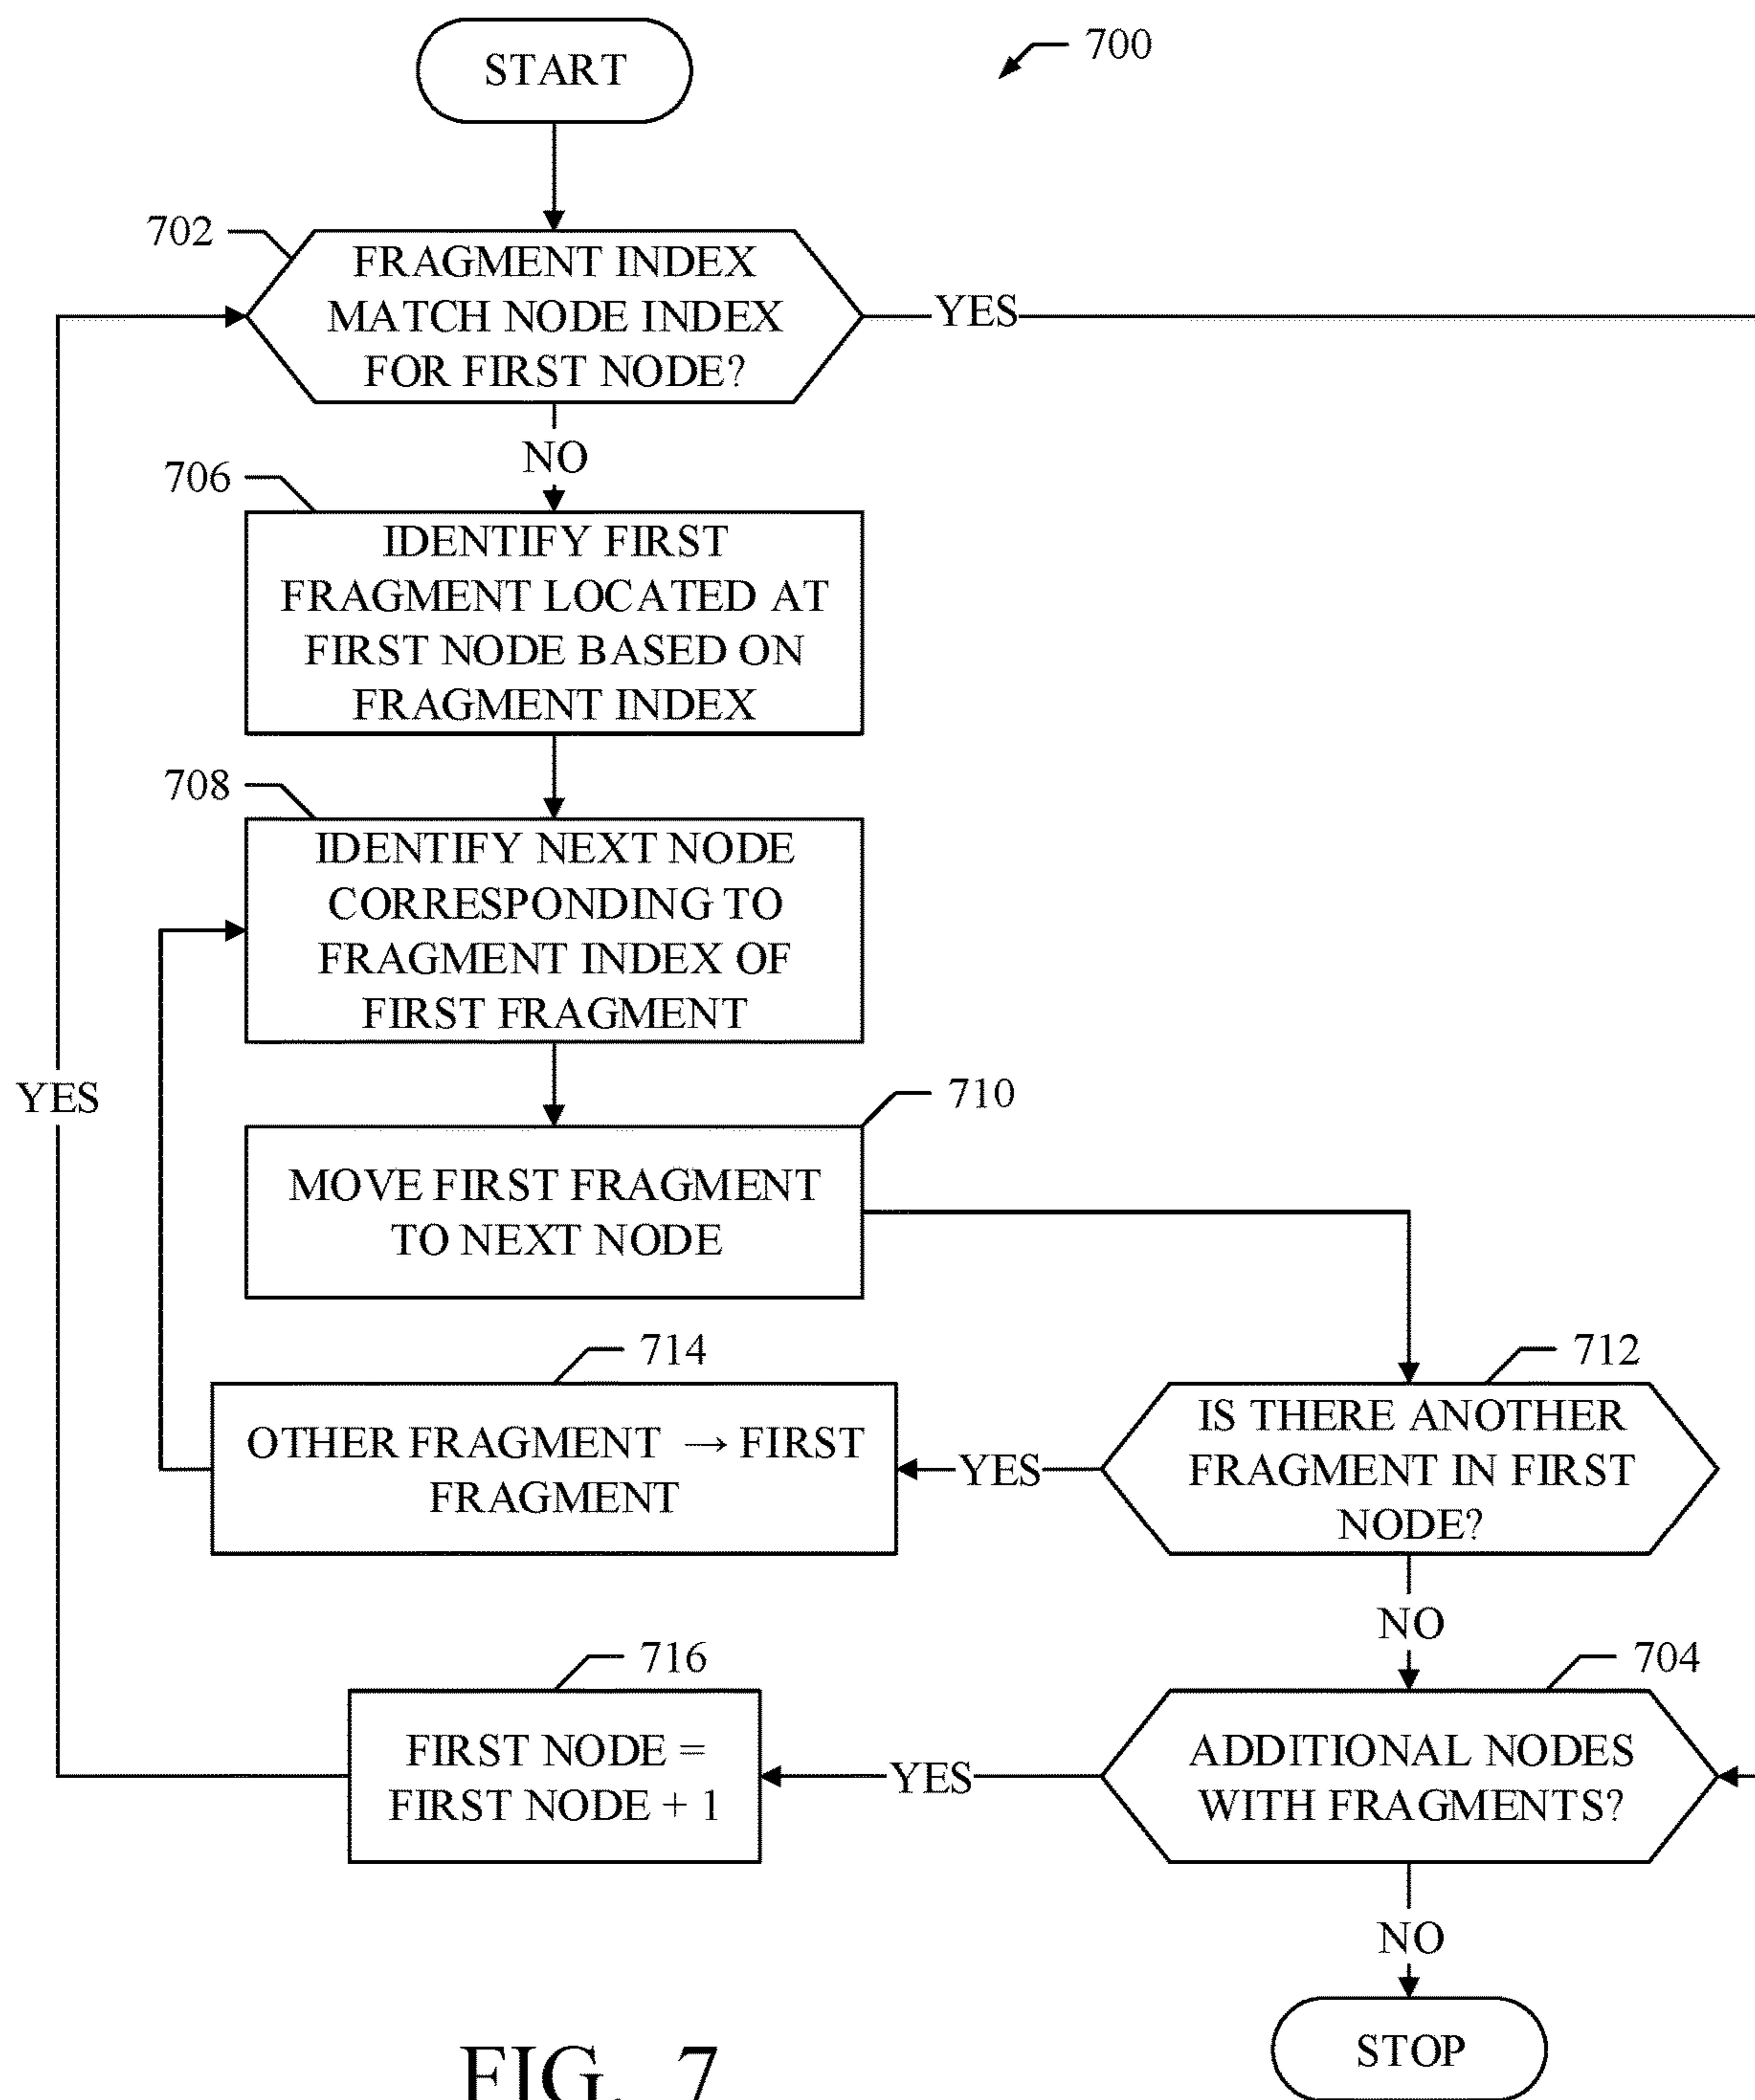 START
700
702
FRAGMENT INDEX
MATCH NODE INDEX
FOR FIRST NODE?
YES
NO
706
IDENTIFY FIRST
FRAGMENT LOCATED AT
FIRST NODE BASED ON
FRAGMENT INDEX
708
IDENTIFY NEXT NODE
CORRESPONDING TO
FRAGMENT INDEX OF
FIRST FRAGMENT
YES
710
MOVE FIRST FRAGMENT
TO NEXT NODE
714
OTHER FRAGMENT → FIRST
FRAGMENT
YES
712
IS THERE ANOTHER
FRAGMENT IN FIRST
NODE?
NO
716
FIRST NODE =
FIRST NODE + 1
YES
704
ADDITIONAL NODES
WITH FRAGMENTS?
NO
STOP
FIG. 7